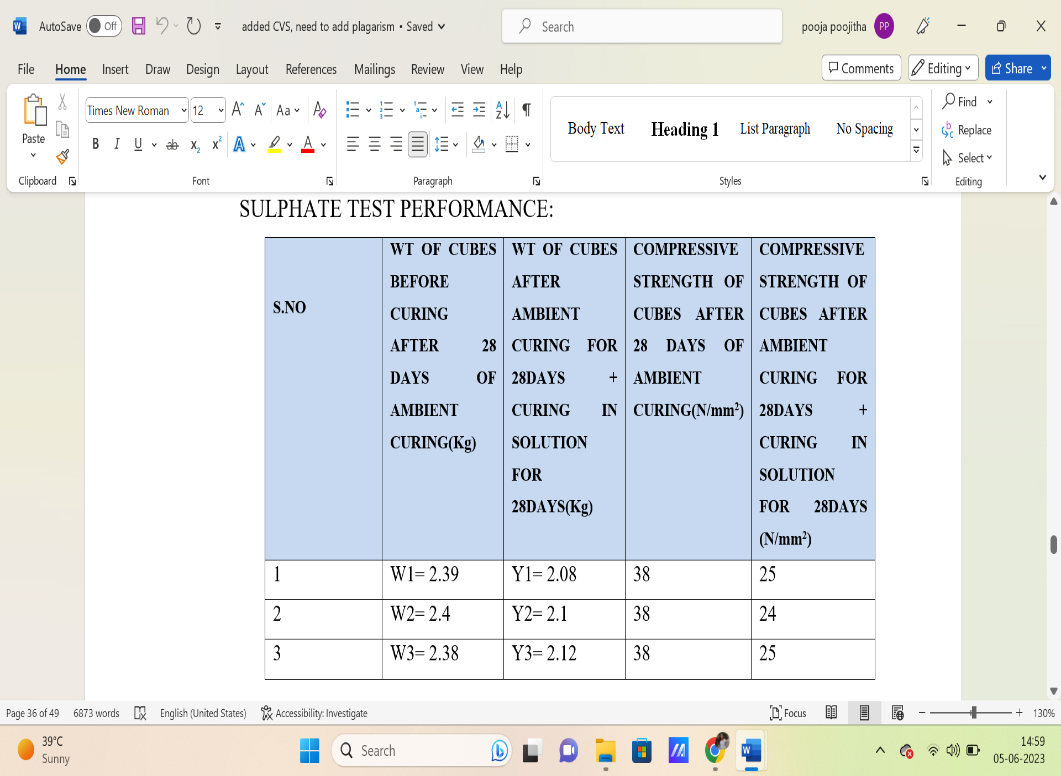 AutoSave Off added CVS, need to add plagarism • Saved Search pooja poojitha PP
File Home Insert Draw Design Layout References Mailings Review View Help Comments Editing Share
Times New Roman 12 A A Aa A Find
Paste Body Text Heading 1 List Paragraph No Spacing Replace
B I U ab x₂ x² A A Select
Clipboard Font Paragraph Styles Editing
SULPHATE TEST PERFORMANCE:
S.NO
WT OF CUBES
BEFORE
CURING
AFTER 28
DAYS OF
AMBIENT
CURING(Kg)
WT OF CUBES
AFTER
AMBIENT
CURING FOR
28DAYS +
CURING IN
SOLUTION
FOR
28DAYS(Kg)
COMPRESSIVE
STRENGTH OF
CUBES AFTER
28 DAYS OF
AMBIENT
CURING(N/mm²)
COMPRESSIVE
STRENGTH OF
CUBES AFTER
AMBIENT
CURING FOR
28DAYS +
CURING IN
SOLUTION
FOR 28DAYS
(N/mm²)
1 W1= 2.39 Y1= 2.08 38 25
2 W2= 2.4 Y2= 2.1 38 24
3 W3= 2.38 Y3= 2.12 38 25
Page 36 of 49 6873 words English (United States) Accessibility: Investigate Focus − + 130%
39°C
Sunny
Search
14:59
05-06-2023